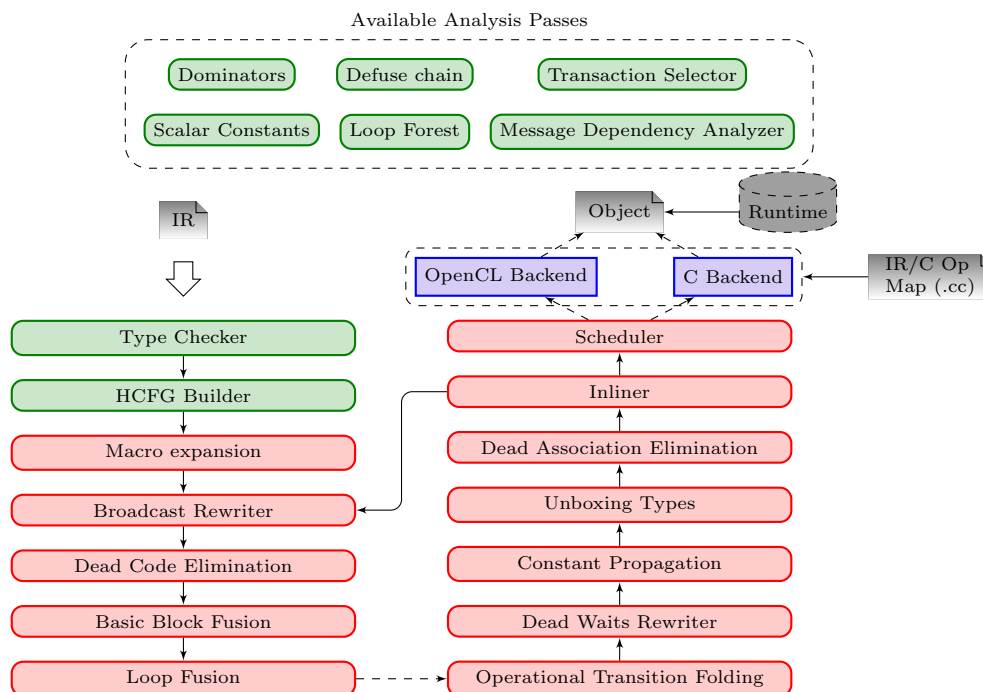 Available Analysis Passes
Dominators
Defuse chain
Transaction Selector
Scalar Constants
Loop Forest
Message Dependency Analyzer
IR
Object
Runtime
OpenCL Backend
C Backend
IR/C Op
Map (.cc)
Type Checker
HCFG Builder
Macro expansion
Broadcast Rewriter
Dead Code Elimination
Basic Block Fusion
Loop Fusion
Scheduler
Inliner
Dead Association Elimination
Unboxing Types
Constant Propagation
Dead Waits Rewriter
Operational Transition Folding